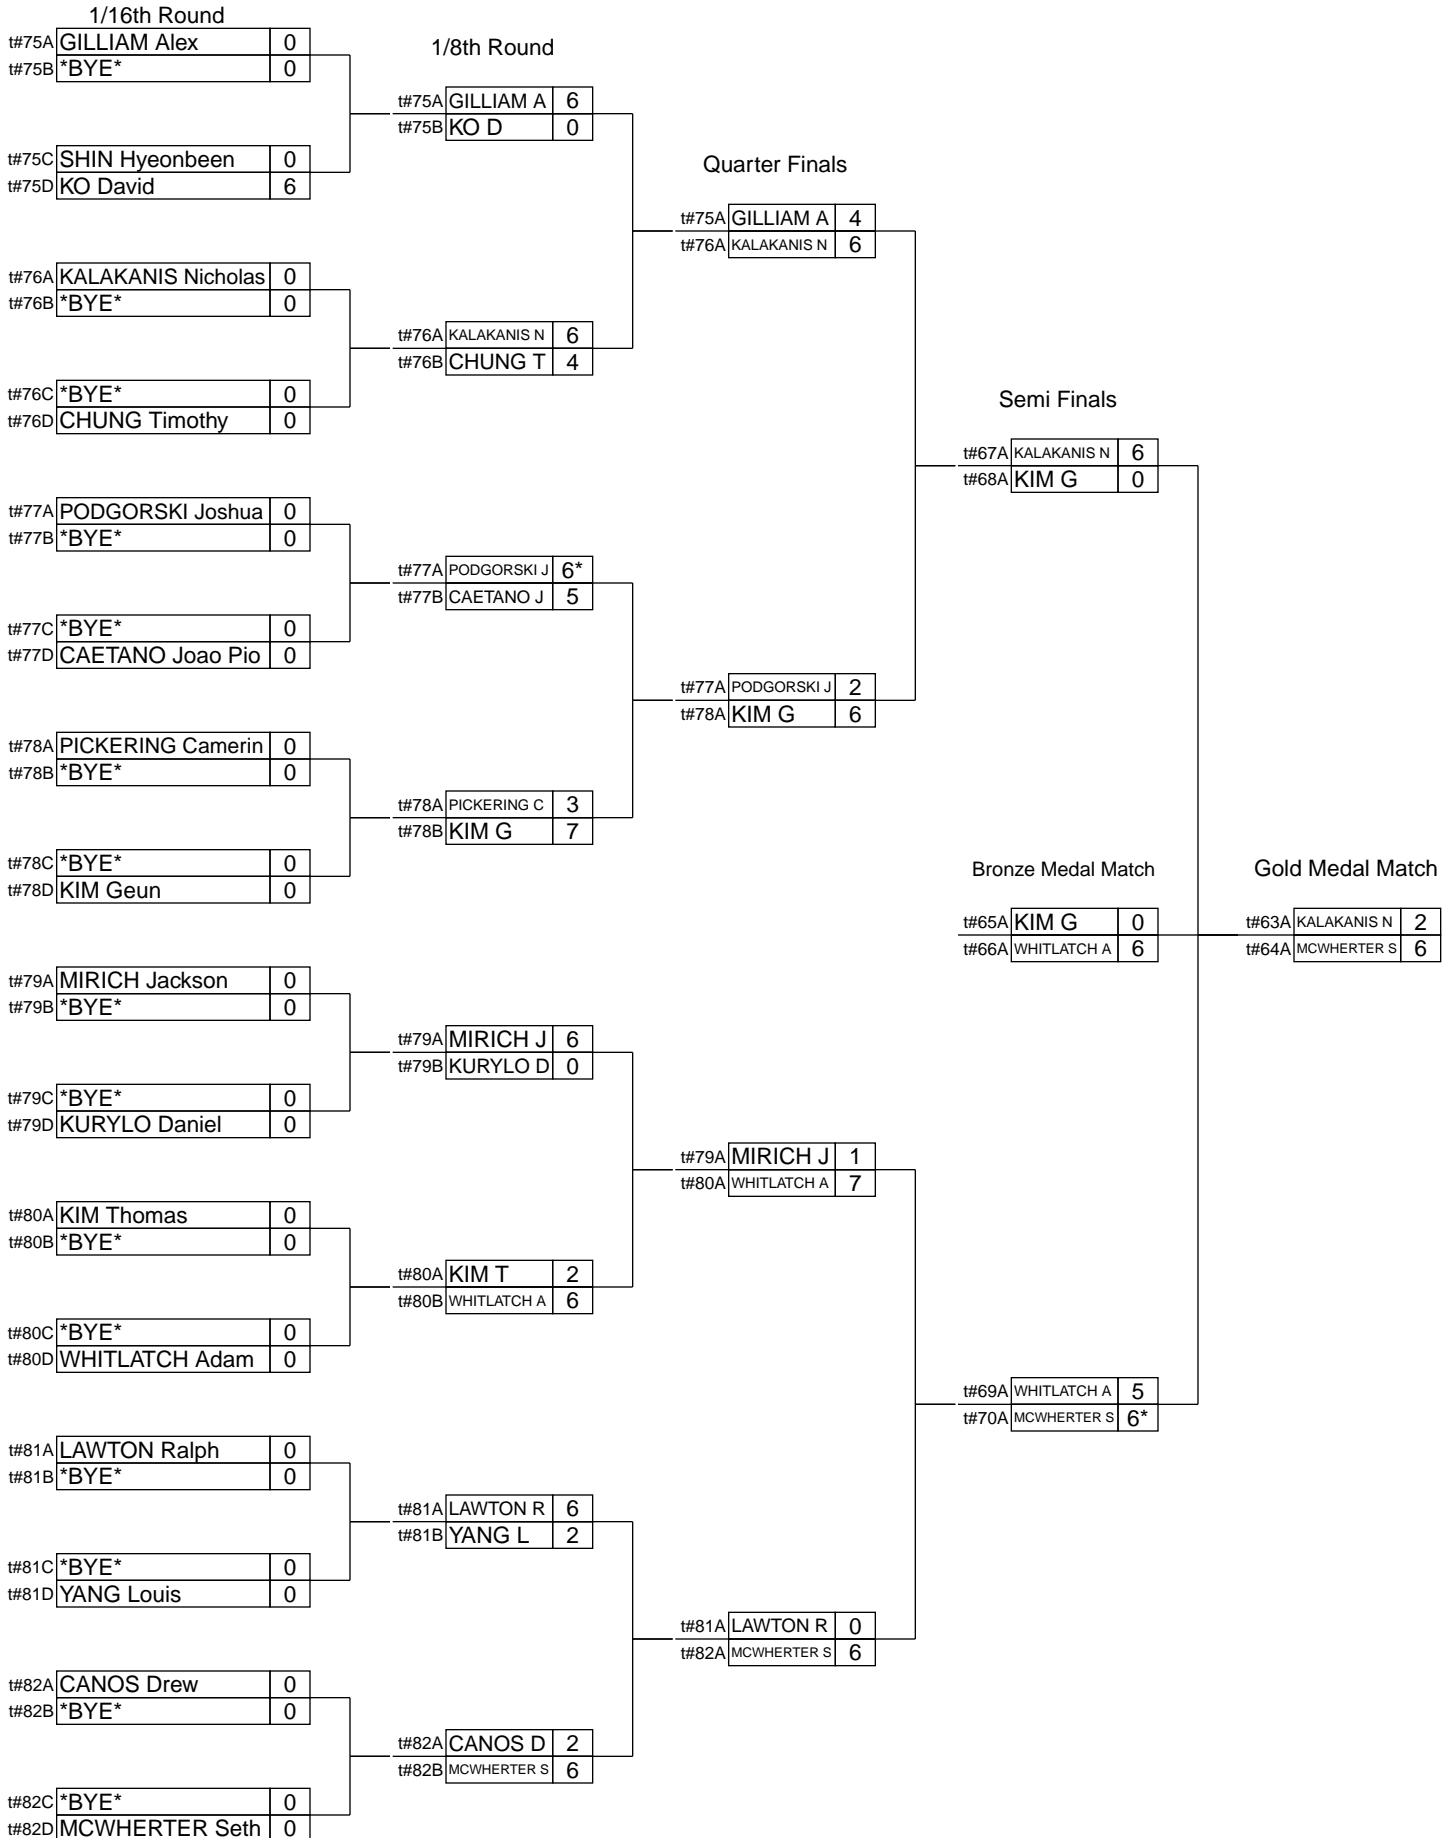 1/16th Round
t#75A GILLIAM Alex 0
t#75B *BYE* 0
t#75C SHIN Hyeonbeen 0
t#75D KO David 6
t#76A KALAKANIS Nicholas 0
t#76B *BYE* 0
t#76C *BYE* 0
t#76D CHUNG Timothy 0
t#77A PODGORSKI Joshua 0
t#77B *BYE* 0
t#77C *BYE* 0
t#77D CAETANO Joao Pio 0
t#78A PICKERING Camerin 0
t#78B *BYE* 0
t#78C *BYE* 0
t#78D KIM Geun 0
t#79A MIRICH Jackson 0
t#79B *BYE* 0
t#79C *BYE* 0
t#79D KURYLO Daniel 0
t#80A KIM Thomas 0
t#80B *BYE* 0
t#80C *BYE* 0
t#80D WHITLATCH Adam 0
t#81A LAWTON Ralph 0
t#81B *BYE* 0
t#81C *BYE* 0
t#81D YANG Louis 0
t#82A CANOS Drew 0
t#82B *BYE* 0
t#82C *BYE* 0
t#82D MCWHERTER Seth 0
1/8th Round
t#75A GILLIAM A 6
t#75B KO D 0
t#76A KALAKANIS N 6
t#76B CHUNG T 4
t#77A PODGORSKI J 6*
t#77B CAETANO J 5
t#78A PICKERING C 3
t#78B KIM G 7
t#79A MIRICH J 6
t#79B KURYLO D 0
t#80A KIM T 2
t#80B WHITLATCH A 6
t#81A LAWTON R 6
t#81B YANG L 2
t#82A CANOS D 2
t#82B MCWHERTER S 6
Quarter Finals
t#75A GILLIAM A 4
t#76A KALAKANIS N 6
t#77A PODGORSKI J 2
t#78A KIM G 6
t#79A MIRICH J 1
t#80A WHITLATCH A 7
t#81A LAWTON R 0
t#82A MCWHERTER S 6
Semi Finals
t#67A KALAKANIS N 6
t#68A KIM G 0
t#69A WHITLATCH A 5
t#70A MCWHERTER S 6*
Bronze Medal Match
t#65A KIM G 0
t#66A WHITLATCH A 6
Gold Medal Match
t#63A KALAKANIS N 2
t#64A MCWHERTER S 6